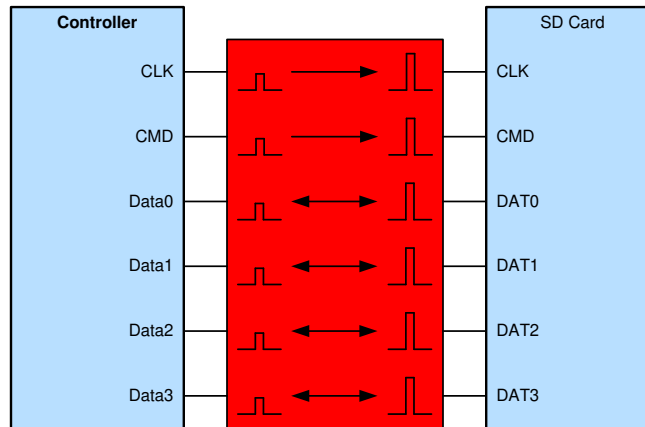 Controller
SD Card
CLK
CLK
CMD
CMD
Data0
DAT0
Data1
DAT1
Data2
DAT2
Data3
DAT3